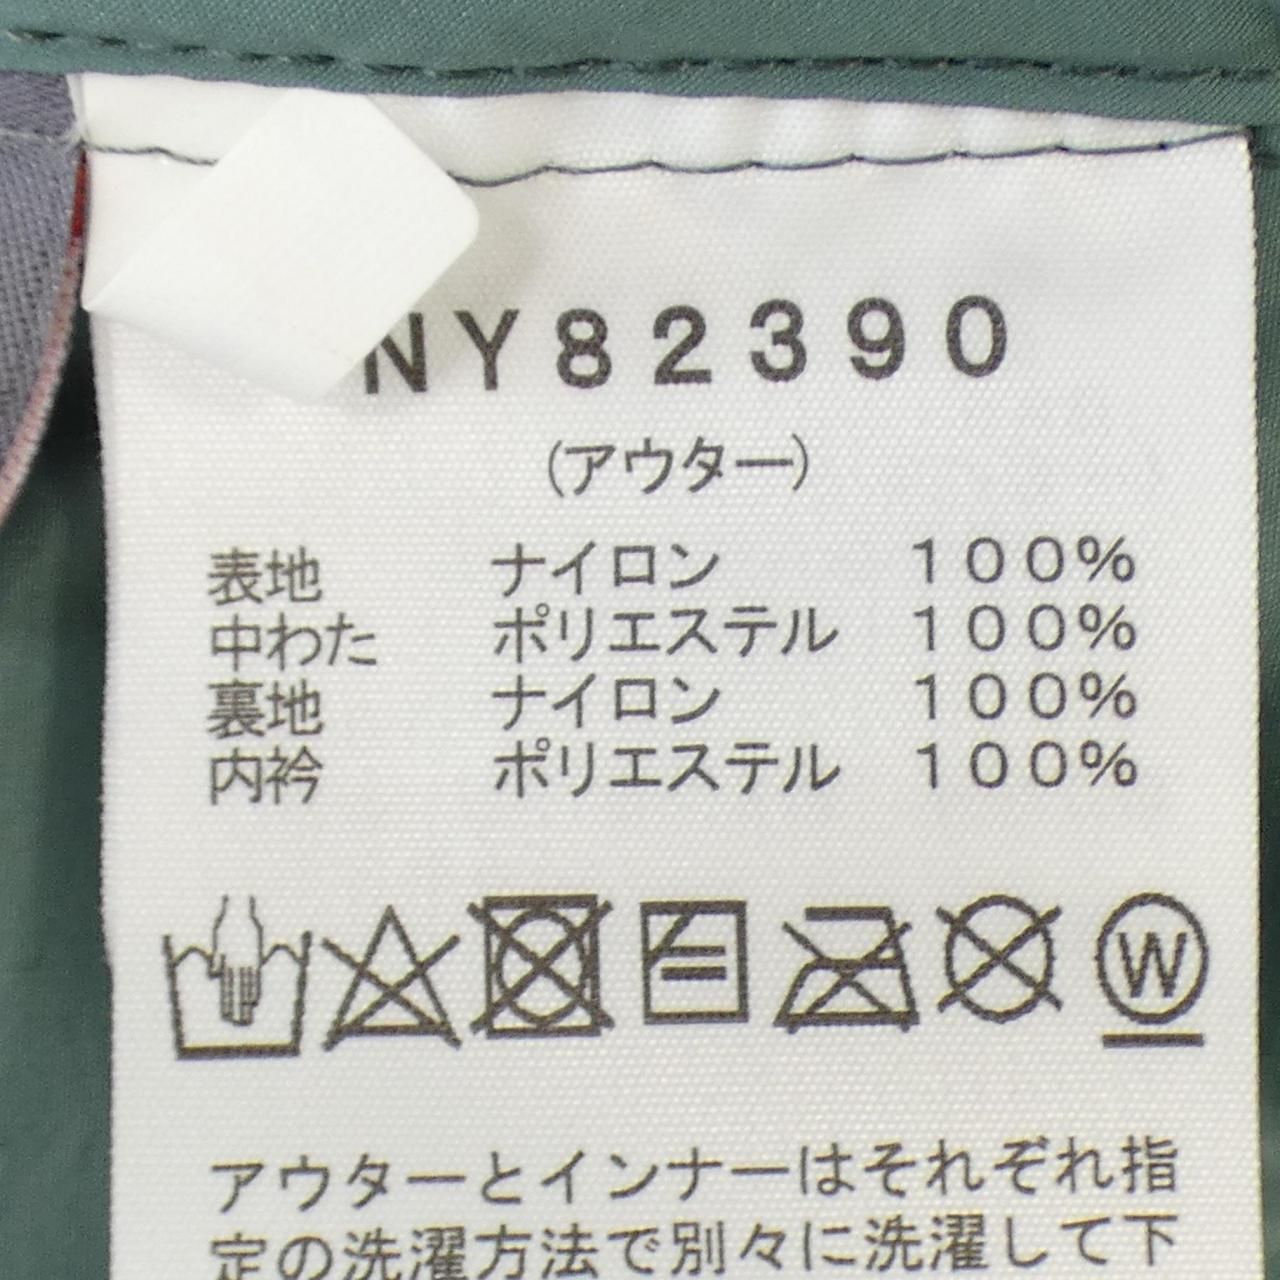 NY82390
(アウター)
表地 ナイロン 100%
中わた ポリエステル 100%
裏地 ナイロン 100%
内衿 ポリエステル 100%
W
アウターとインナーはそれぞれ指
定の洗濯方法で別々に洗濯して下